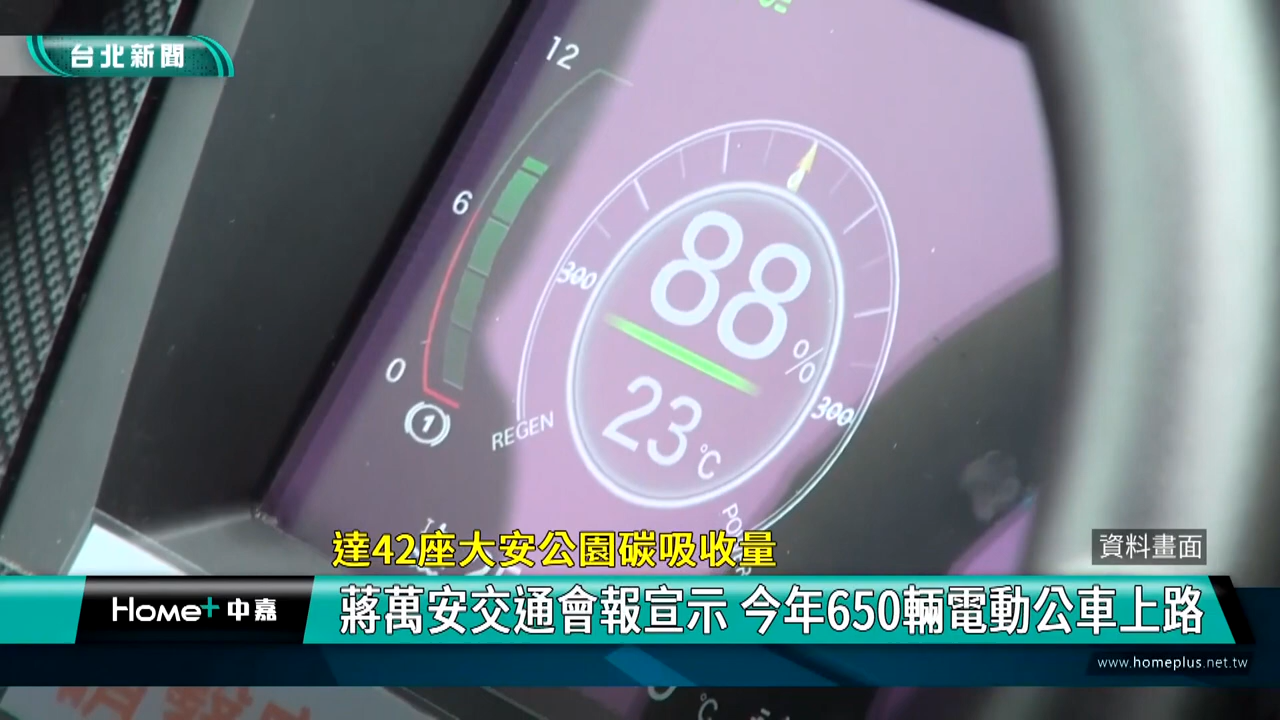 台北新聞
12
6
0
1
300
88%
23℃
300
REGEN
達42座大安公園碳吸收量
資料畫面
Home+中嘉
蔣萬安交通會報宣示 今年650輛電動公車上路
www.homeplus.net.tw
℃